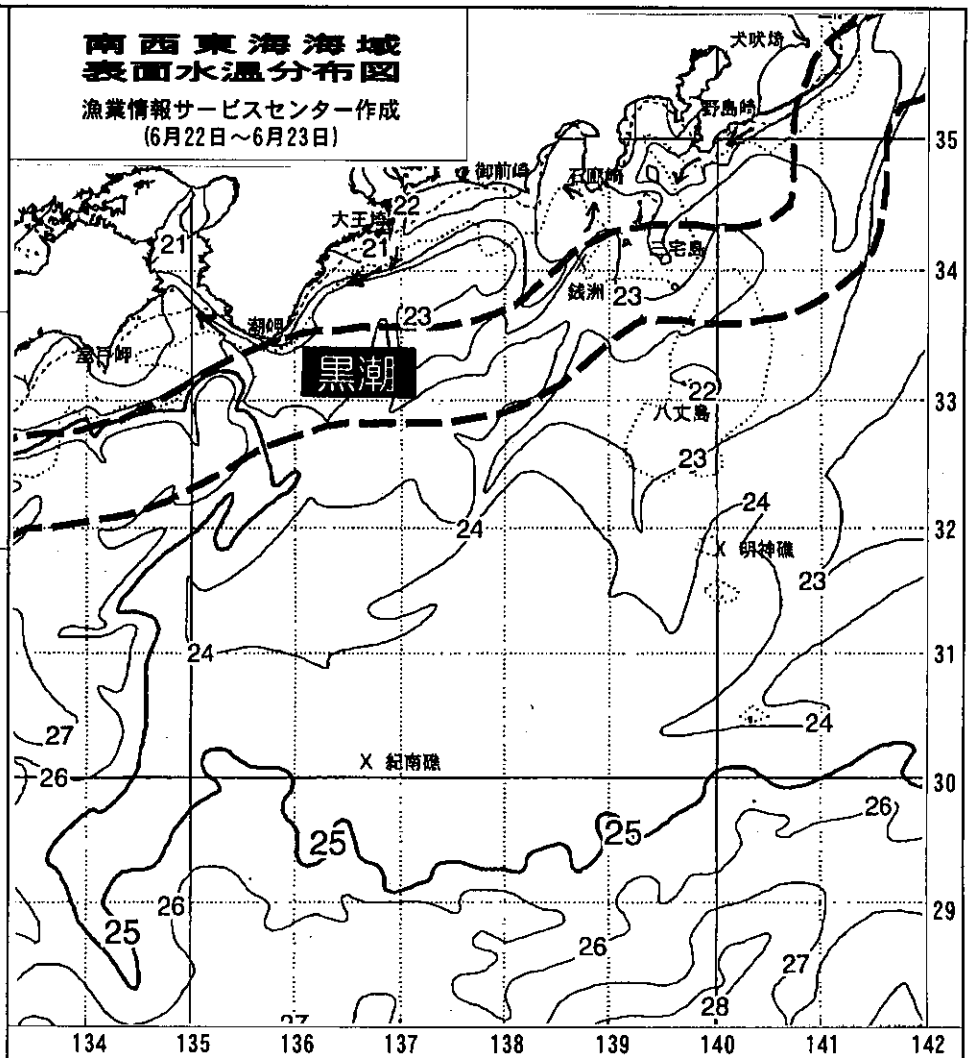 南西東海海域
表面水温分布図
漁業情報サービスセンター作成
(6月22日～6月23日)
犬吠埼
野島崎
35
御前崎
石廊崎
22
大王埼
21
21
三宅島
34
銭洲
23
23
潮岬
室戸岬
黒潮
22
33
八丈島
23
24
24
32
X 明神礁
23
24
31
27
24
X 紀南礁
26
30
26
25
25
26
29
25
26
27
28
27
134
135
136
137
138
139
140
141
142